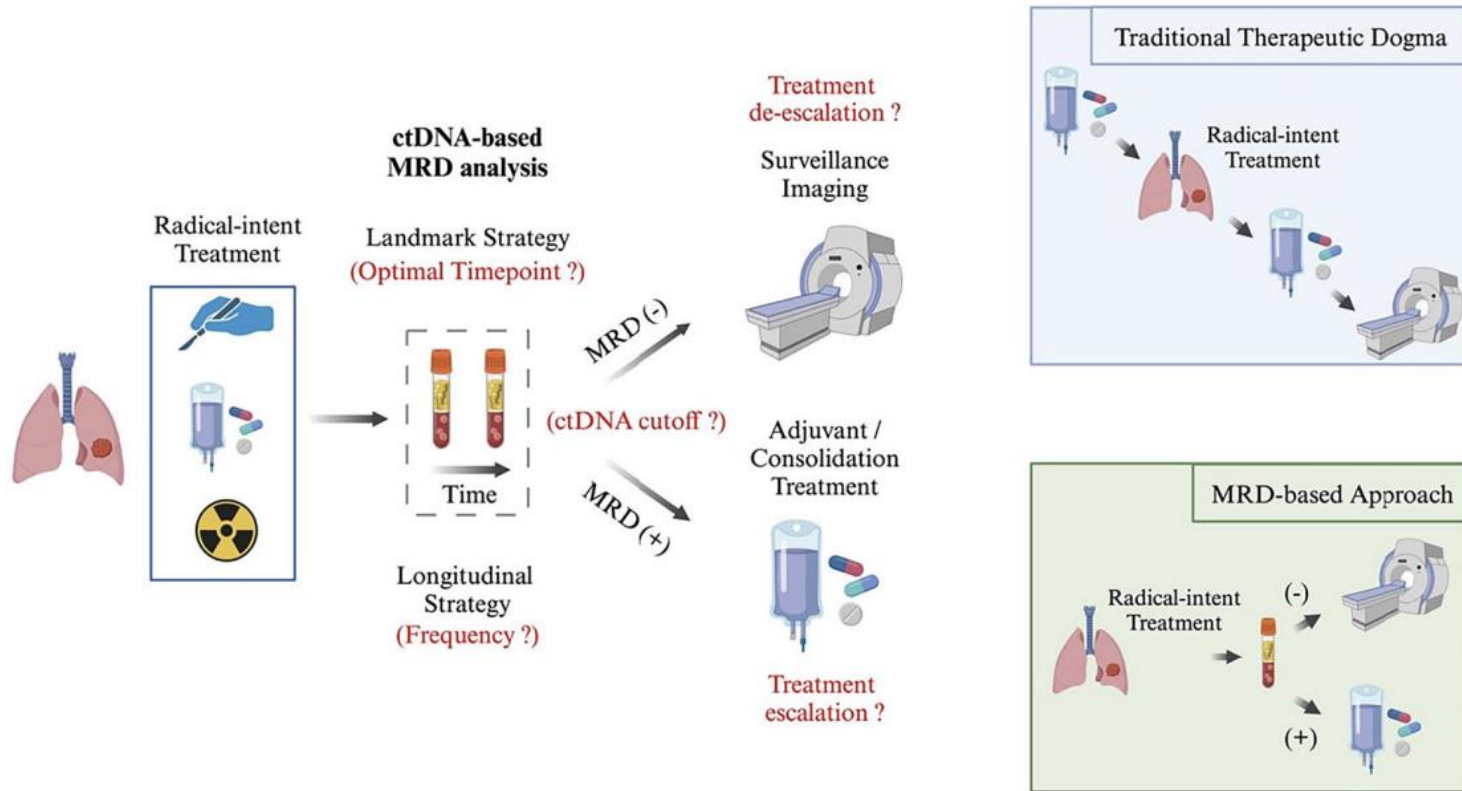 Radical-intent
Treatment
ctDNA-based
MRD analysis
Landmark Strategy
(Optimal Timepoint ?)
Time
Longitudinal
Strategy
(Frequency ?)
MRD (-)
(ctDNA cutoff ?)
MRD (+)
Treatment
de-escalation ?
Surveillance
Imaging
Adjuvant /
Consolidation
Treatment
Treatment
escalation ?
Traditional Therapeutic Dogma
Radical-intent
Treatment
MRD-based Approach
Radical-intent
Treatment
(-)
(+)